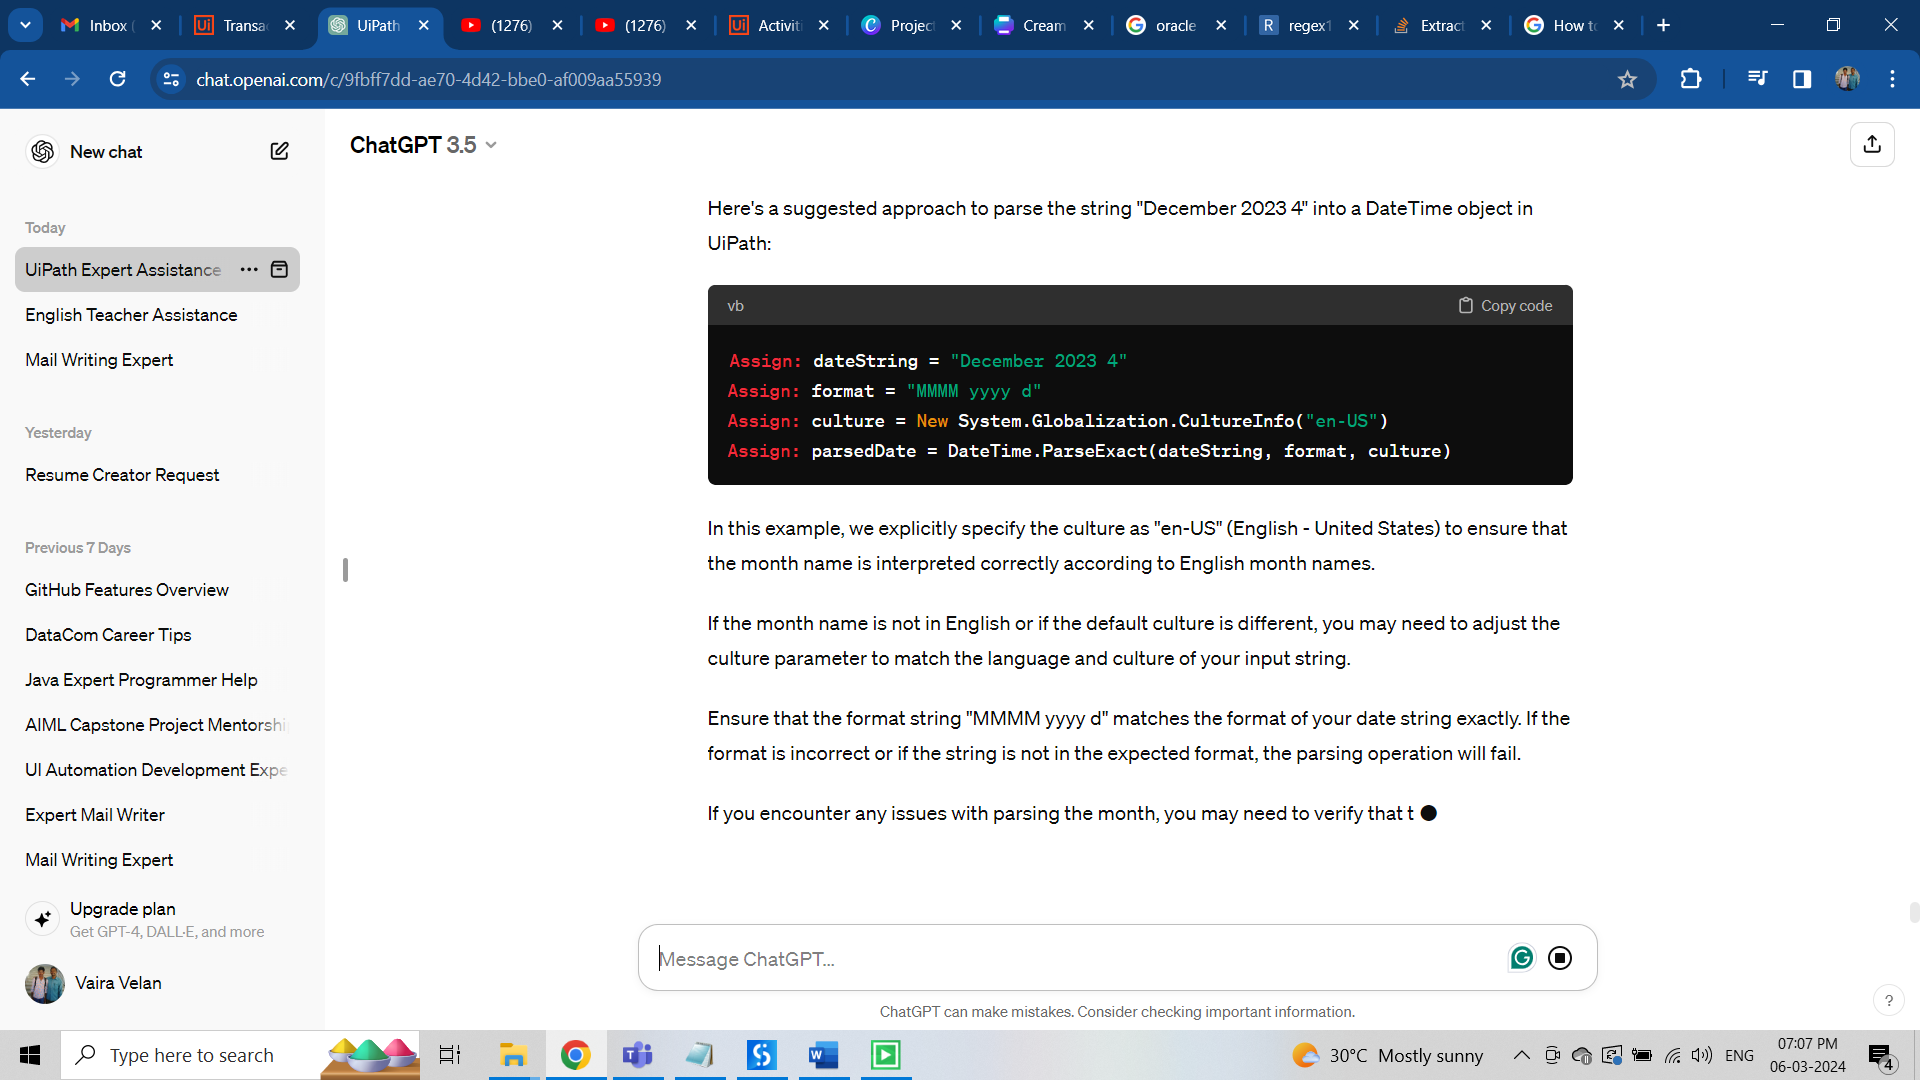 Inbox (
Transa
UiPath
(1276)
(1276)
Activiti
Project
Cream
oracle
regex1
Extract
How to
chat.openai.com/c/9fbff7dd-ae70-4d42-bbe0-af009aa55939
New chat
Today
UiPath Expert Assistance
English Teacher Assistance
Mail Writing Expert
Yesterday
Resume Creator Request
Previous 7 Days
GitHub Features Overview
DataCom Career Tips
Java Expert Programmer Help
AIML Capstone Project Mentorshi
UI Automation Development Expe
Expert Mail Writer
Mail Writing Expert
Upgrade plan
Get GPT-4, DALL·E, and more
Vaira Velan
ChatGPT 3.5
Here's a suggested approach to parse the string "December 2023 4" into a DateTime object in
UiPath:
vb
Copy code
Assign: dateString = "December 2023 4"
Assign: format = "MMMM yyyy d"
Assign: culture = New System.Globalization.CultureInfo("en-US")
Assign: parsedDate = DateTime.ParseExact(dateString, format, culture)
In this example, we explicitly specify the culture as "en-US" (English - United States) to ensure that
the month name is interpreted correctly according to English month names.
If the month name is not in English or if the default culture is different, you may need to adjust the
culture parameter to match the language and culture of your input string.
Ensure that the format string "MMMM yyyy d" matches the format of your date string exactly. If the
format is incorrect or if the string is not in the expected format, the parsing operation will fail.
If you encounter any issues with parsing the month, you may need to verify that t
Message ChatGPT...
ChatGPT can make mistakes. Consider checking important information.
?
Type here to search
30°C Mostly sunny
ENG
07:07 PM
06-03-2024
4